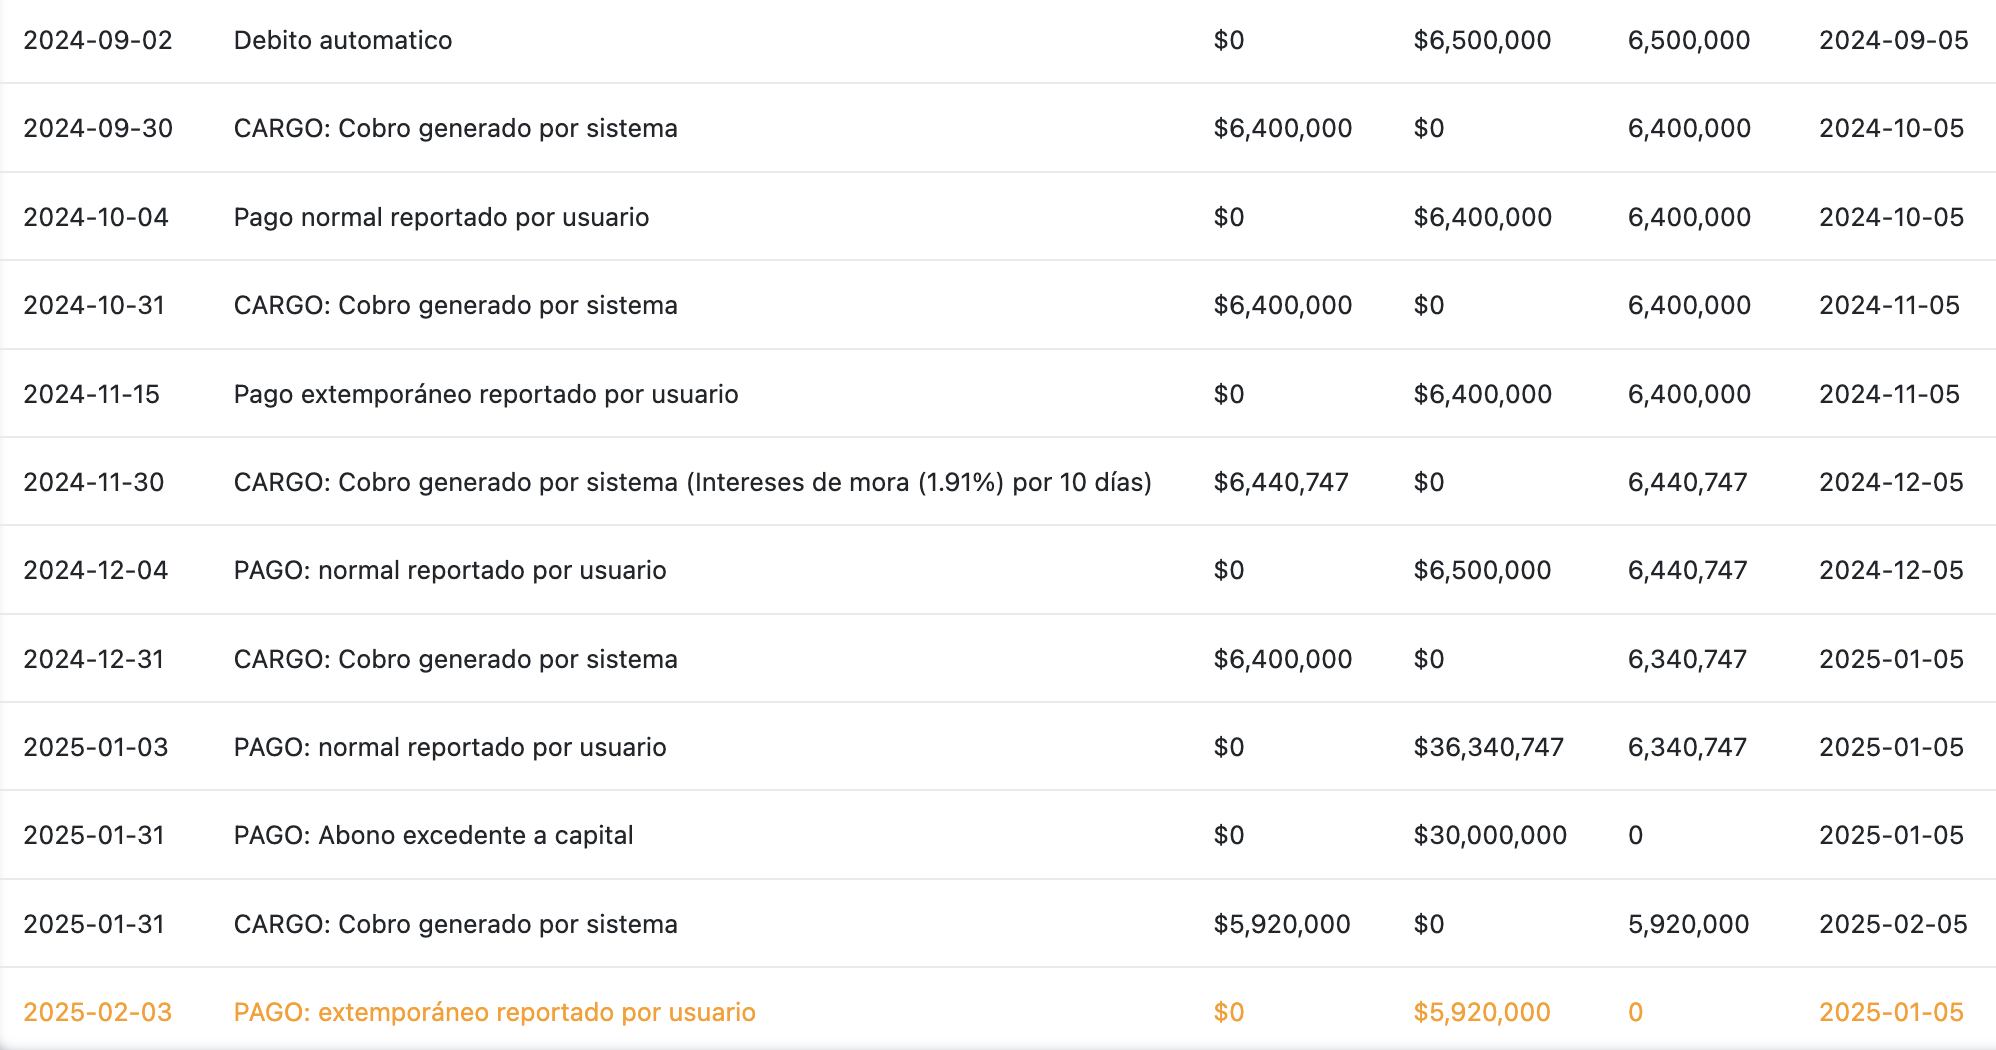 2024-09-02 Debito automatico $0 $6,500,000 6,500,000 2024-09-05
2024-09-30 CARGO: Cobro generado por sistema $6,400,000 $0 6,400,000 2024-10-05
2024-10-04 Pago normal reportado por usuario $0 $6,400,000 6,400,000 2024-10-05
2024-10-31 CARGO: Cobro generado por sistema $6,400,000 $0 6,400,000 2024-11-05
2024-11-15 Pago extemporáneo reportado por usuario $0 $6,400,000 6,400,000 2024-11-05
2024-11-30 CARGO: Cobro generado por sistema (Intereses de mora (1.91%) por 10 días) $6,440,747 $0 6,440,747 2024-12-05
2024-12-04 PAGO: normal reportado por usuario $0 $6,500,000 6,440,747 2024-12-05
2024-12-31 CARGO: Cobro generado por sistema $6,400,000 $0 6,340,747 2025-01-05
2025-01-03 PAGO: normal reportado por usuario $0 $36,340,747 6,340,747 2025-01-05
2025-01-31 PAGO: Abono excedente a capital $0 $30,000,000 0 2025-01-05
2025-01-31 CARGO: Cobro generado por sistema $5,920,000 $0 5,920,000 2025-02-05
2025-02-03 PAGO: extemporáneo reportado por usuario $0 $5,920,000 0 2025-01-05